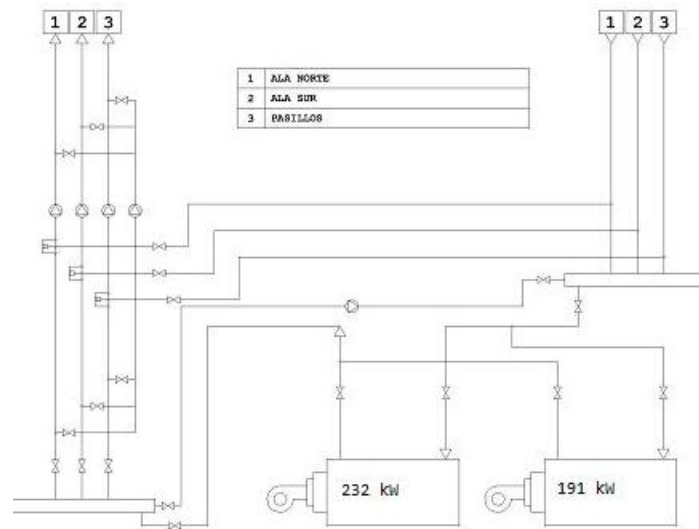 1 2 3
1 2 3
1 ALA NORTE
2 ALA SUR
3 PASILLOS
232 kW
191 kW